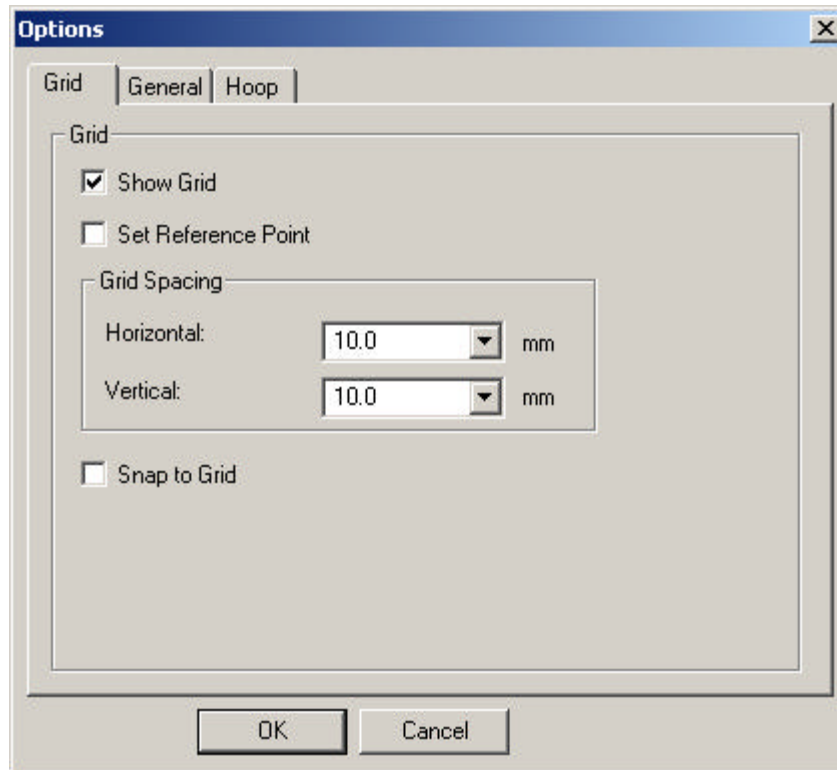 Options
Grid General Hoop
Grid
Show Grid
Set Reference Point
Grid Spacing
Horizontal: 10.0 mm
Vertical: 10.0 mm
Snap to Grid
OK Cancel